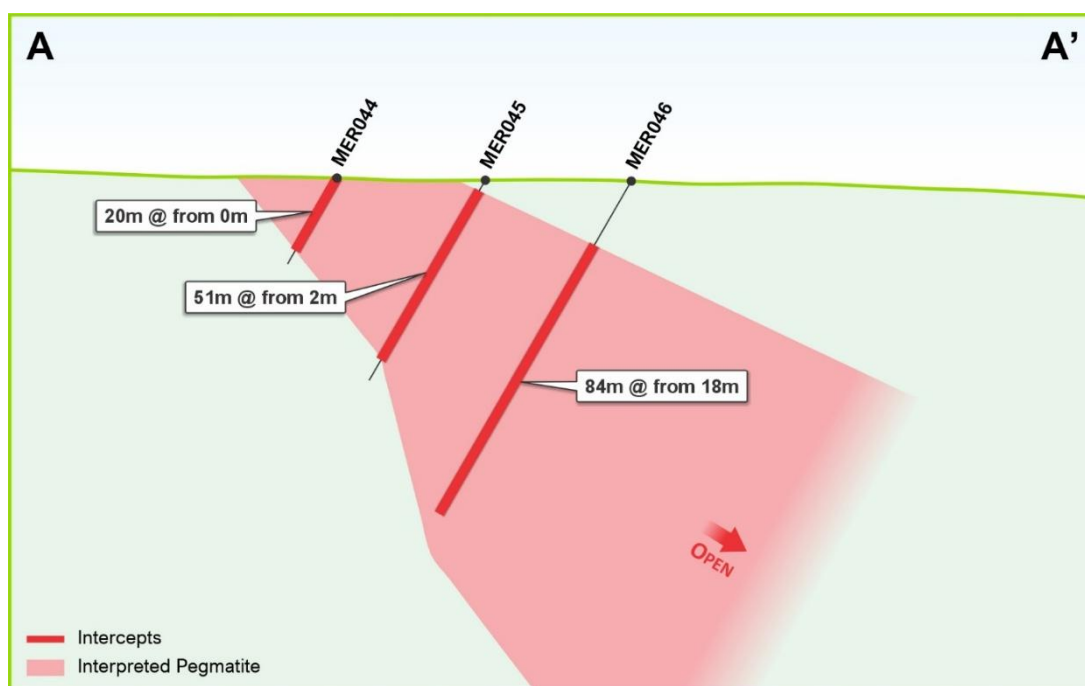 A
A’
MER044
MER045
MER046
20m @ from 0m
51m @ from 2m
84m @ from 18m
OPEN
Intercepts
Interpreted Pegmatite